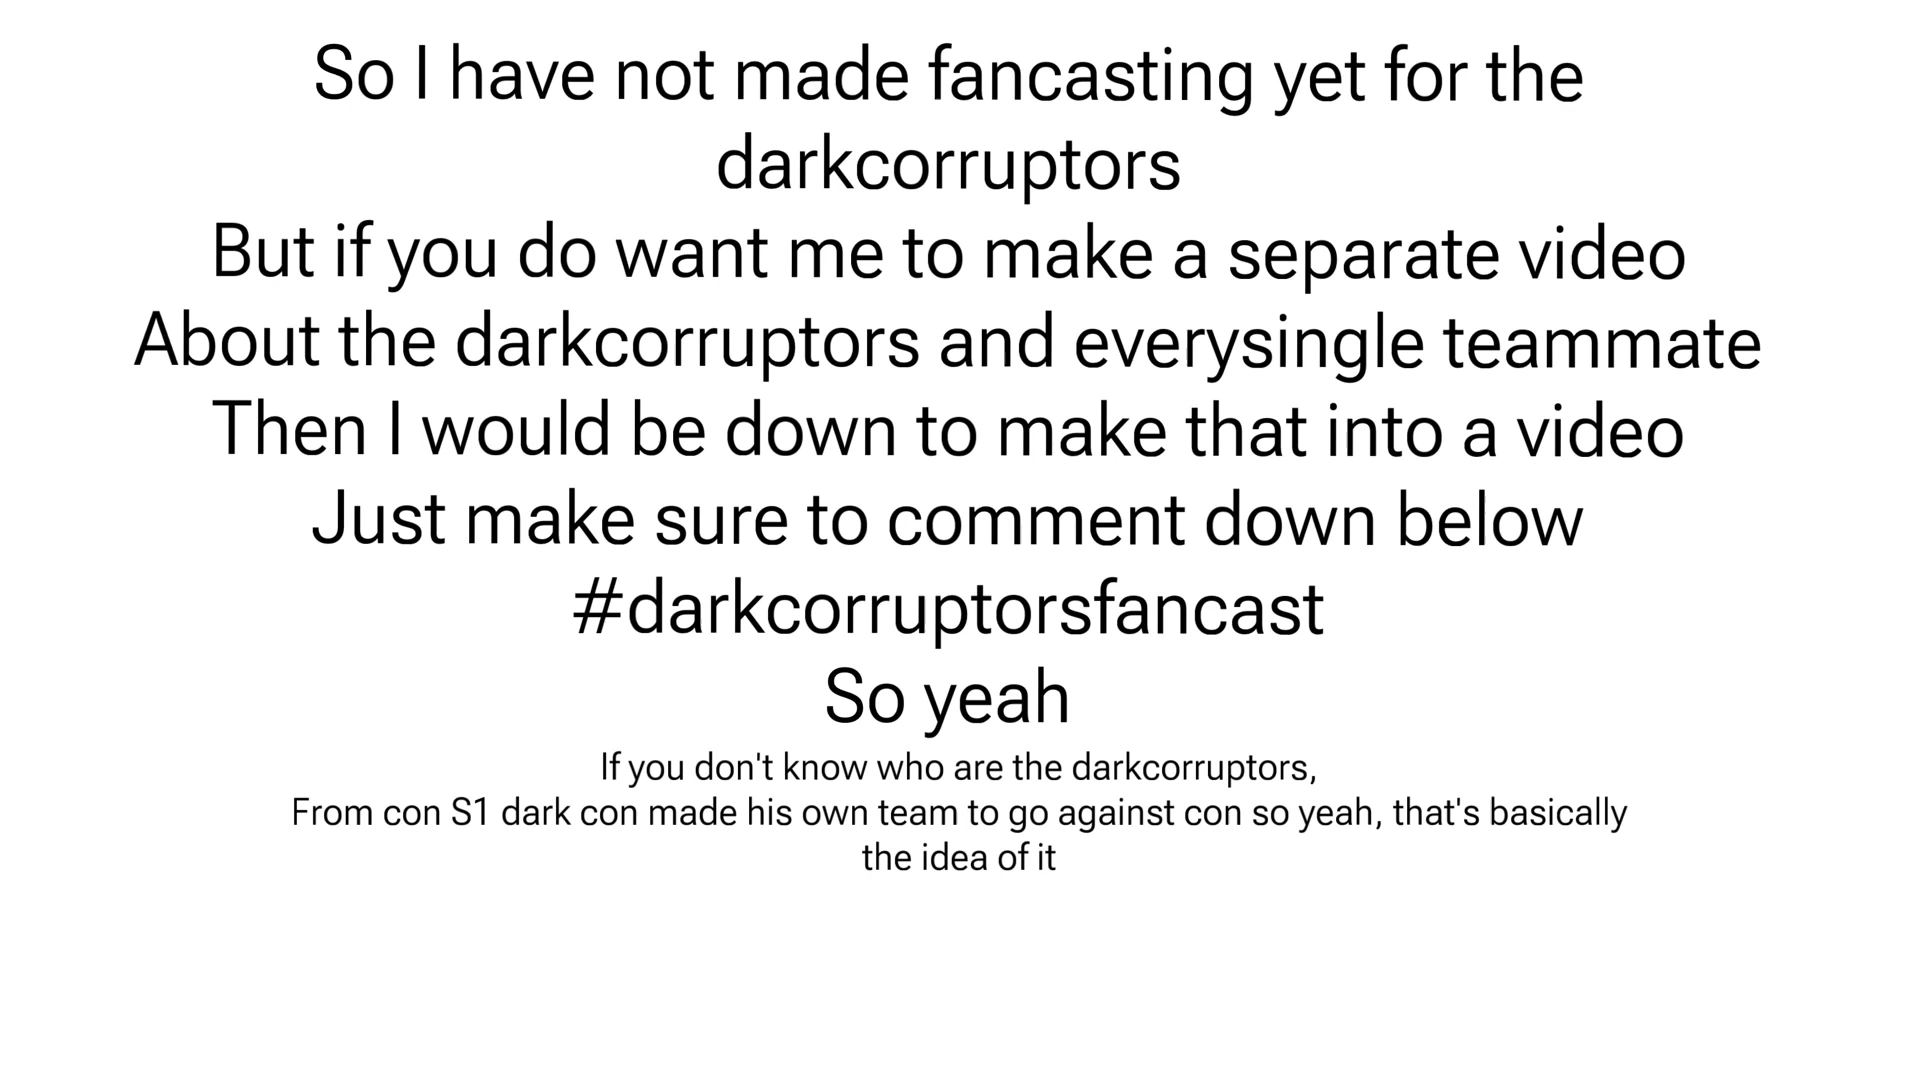 So I have not made fancasting yet for the
darkcorruptors
But if you do want me to make a separate video
About the darkcorruptors and everysingle teammate
Then I would be down to make that into a video
Just make sure to comment down below
#darkcorruptorsfancast
So yeah
If you don't know who are the darkcorruptors,
From con S1 dark con made his own team to go against con so yeah, that's basically
the idea of it